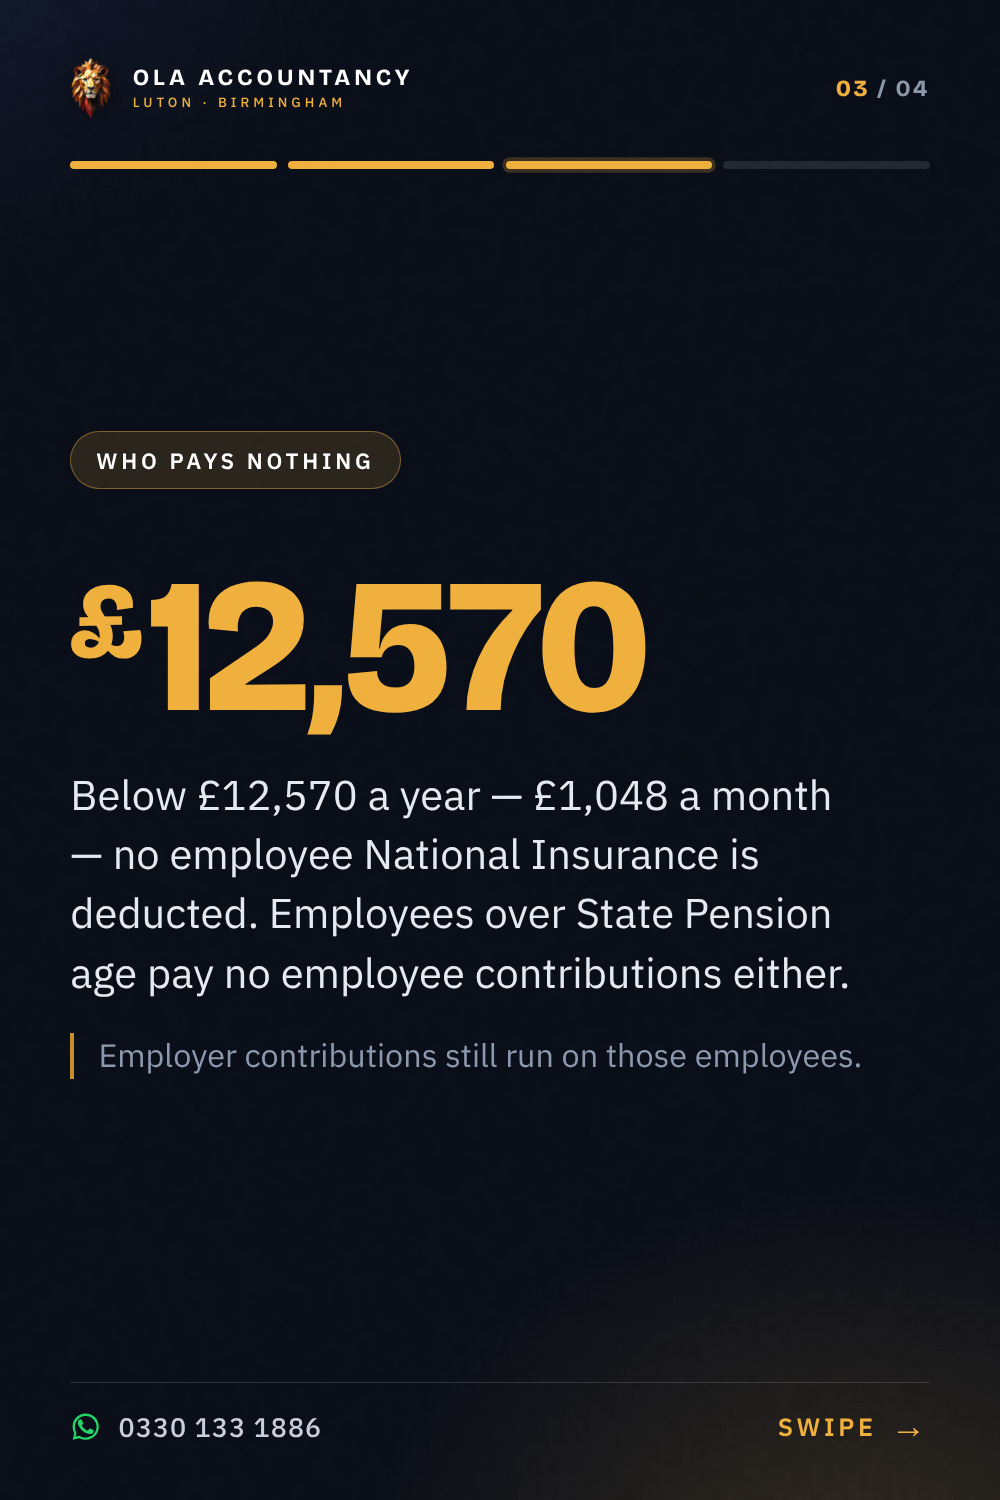 OLA ACCOUNTANCY
LUTON · BIRMINGHAM
03 / 04
WHO PAYS NOTHING
£12,570
Below £12,570 a year — £1,048 a month
— no employee National Insurance is
deducted. Employees over State Pension
age pay no employee contributions either.
Employer contributions still run on those employees.
0330 133 1886
SWIPE →